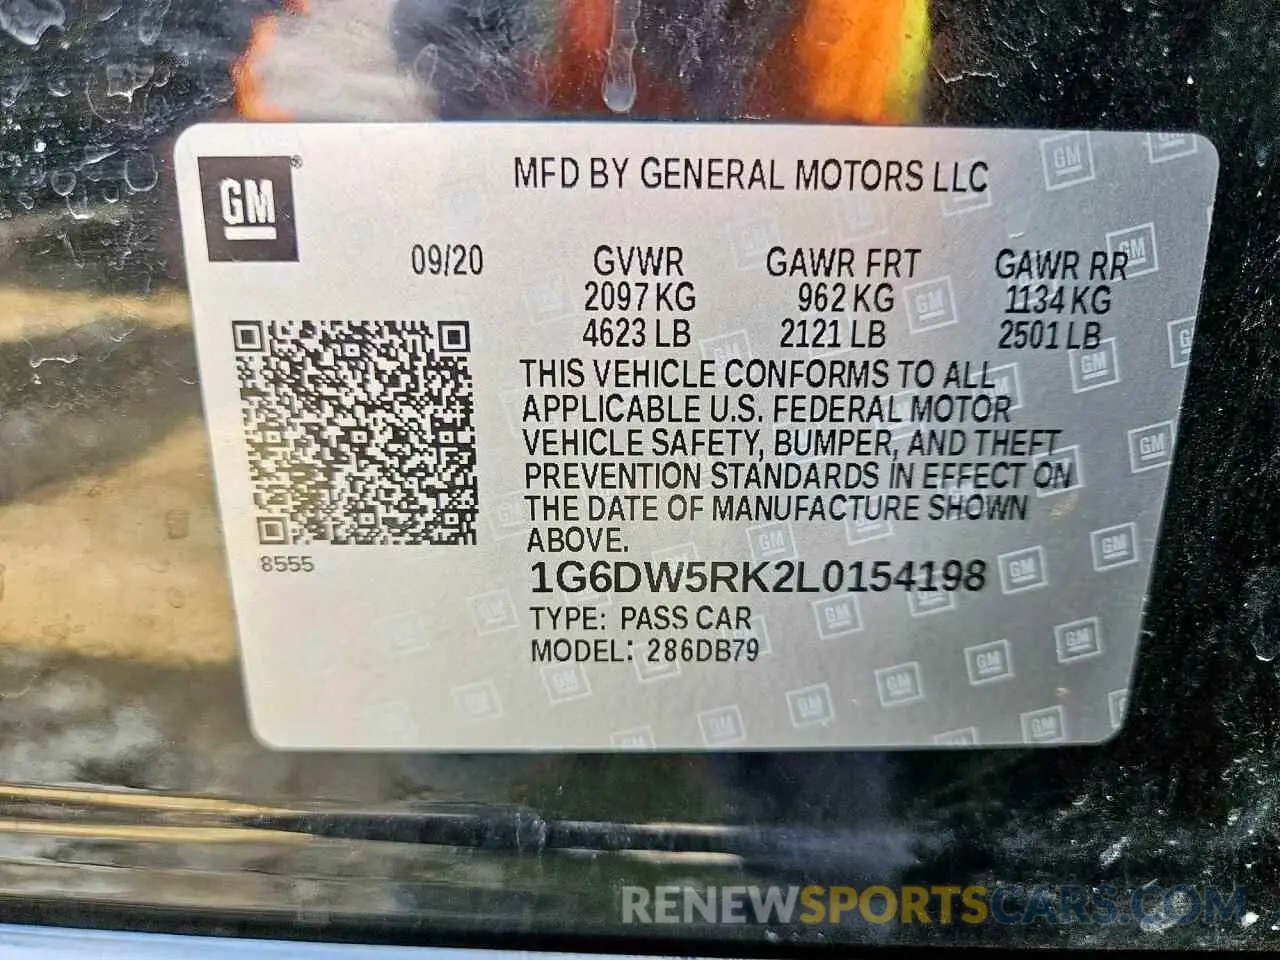 GM®
MFD BY GENERAL MOTORS LLC
09/20 GVWR GAWR FRT GAWR RR
2097 KG 962 KG 1134 KG
4623 LB 2121 LB 2501 LB
THIS VEHICLE CONFORMS TO ALL
APPLICABLE U.S. FEDERAL MOTOR
VEHICLE SAFETY, BUMPER, AND THEFT
PREVENTION STANDARDS IN EFFECT ON
THE DATE OF MANUFACTURE SHOWN
ABOVE.
8555
1G6DW5RK2L0154198
TYPE: PASS CAR
MODEL: 286DB79
RENEWSPORTSCARS.COM